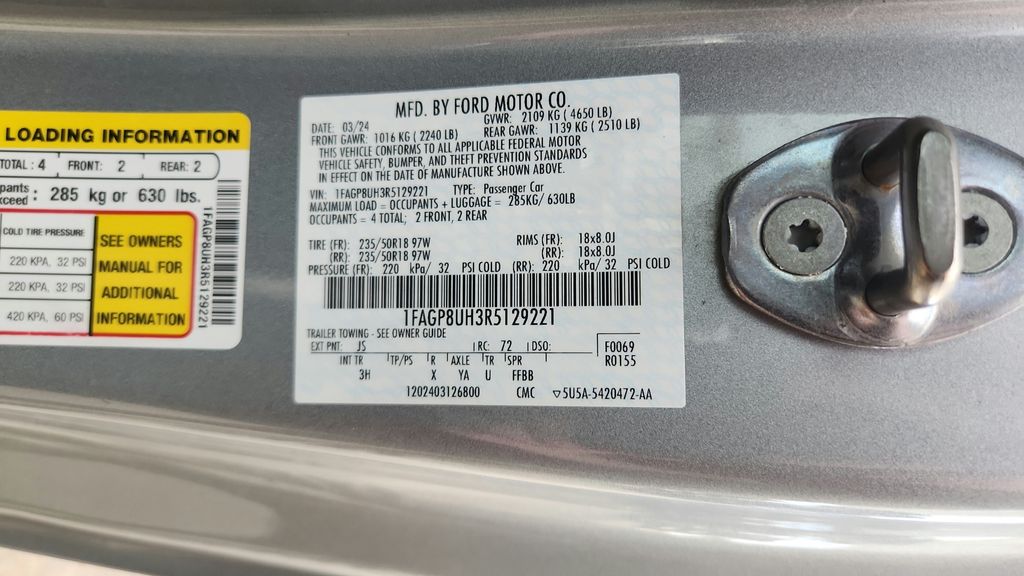 LOADING INFORMATION
TOTAL : 4 FRONT: 2 REAR: 2
pants
xceed : 285 kg or 630 lbs.
COLD TIRE PRESSURE
220 KPA, 32 PSI
220 KPA, 32 PSI
420 KPA, 60 PSI
SEE OWNERS
MANUAL FOR
ADDITIONAL
INFORMATION
1FAGP8UH3R5129221
MFD. BY FORD MOTOR CO.
DATE: 03/24 GVWR: 2109 KG ( 4650 LB)
FRONT GAWR: 1016 KG ( 2240 LB) REAR GAWR: 1139 KG ( 2510 LB)
THIS VEHICLE CONFORMS TO ALL APPLICABLE FEDERAL MOTOR
VEHICLE SAFETY, BUMPER, AND THEFT PREVENTION STANDARDS
IN EFFECT ON THE DATE OF MANUFACTURE SHOWN ABOVE.
VIN: 1FAGP8UH3R5129221 TYPE: Passenger Car
MAXIMUM LOAD = OCCUPANTS + LUGGAGE = 285KG/ 630LB
OCCUPANTS = 4 TOTAL; 2 FRONT, 2 REAR
TIRE (FR): 235/50R18 97W RIMS (FR): 18x8.0J
(RR): 235/50R18 97W (RR): 18x8.0J
PRESSURE (FR): 220 kPa/ 32 PSI COLD (RR): 220 kPa/ 32 PSI COLD
1FAGP8UH3R5129221
TRAILER TOWING - SEE OWNER GUIDE
EXT PNT: JS RC: 72 DSO: F0069
INT TR TP/PS R AXLE TR SPR R0155
3H X YA U FFBB
1202403126800 CMC ▽5U5A-5420472-AA